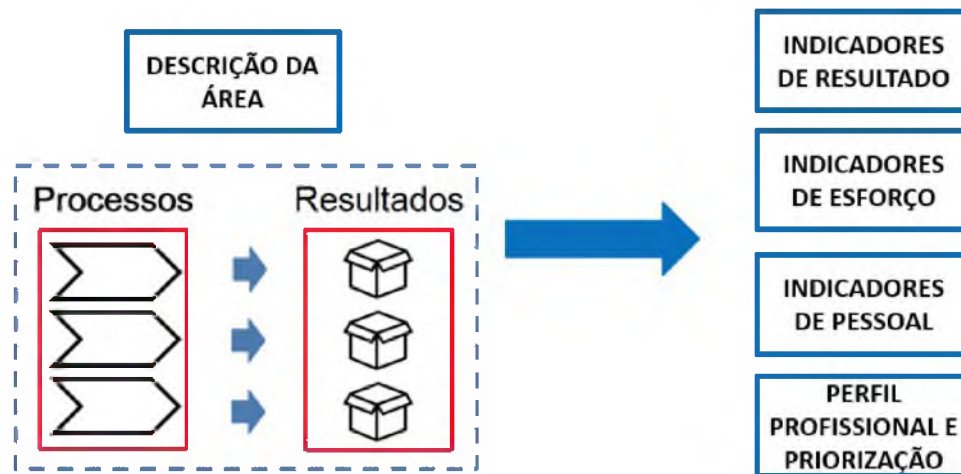 DESCRIÇÃO DA
ÁREA
Processos
Resultados
INDICADORES
DE RESULTADO
INDICADORES
DE ESFORÇO
INDICADORES
DE PESSOAL
PERFIL
PROFISSIONAL E
PRIORIZAÇÃO